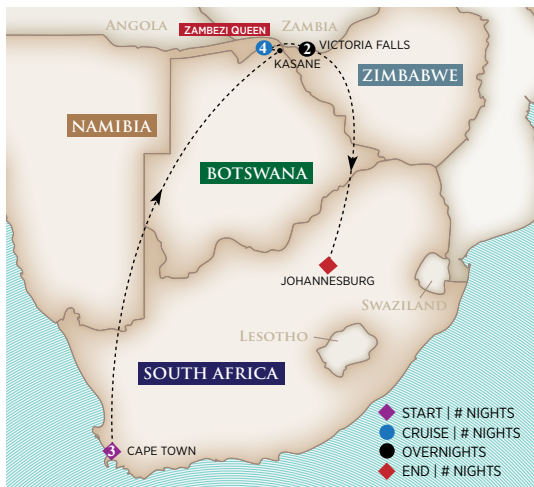 ANGOLA
ZAMBIA
ZAMBEZI QUEEN
4
2
VICTORIA FALLS
KASANE
ZIMBABWE
NAMIBIA
BOTSWANA
JOHANNESBURG
SWAZILAND
LESOTHO
SOUTH AFRICA
3
CAPE TOWN
START | # NIGHTS
CRUISE | # NIGHTS
OVERNIGHTS
END | # NIGHTS